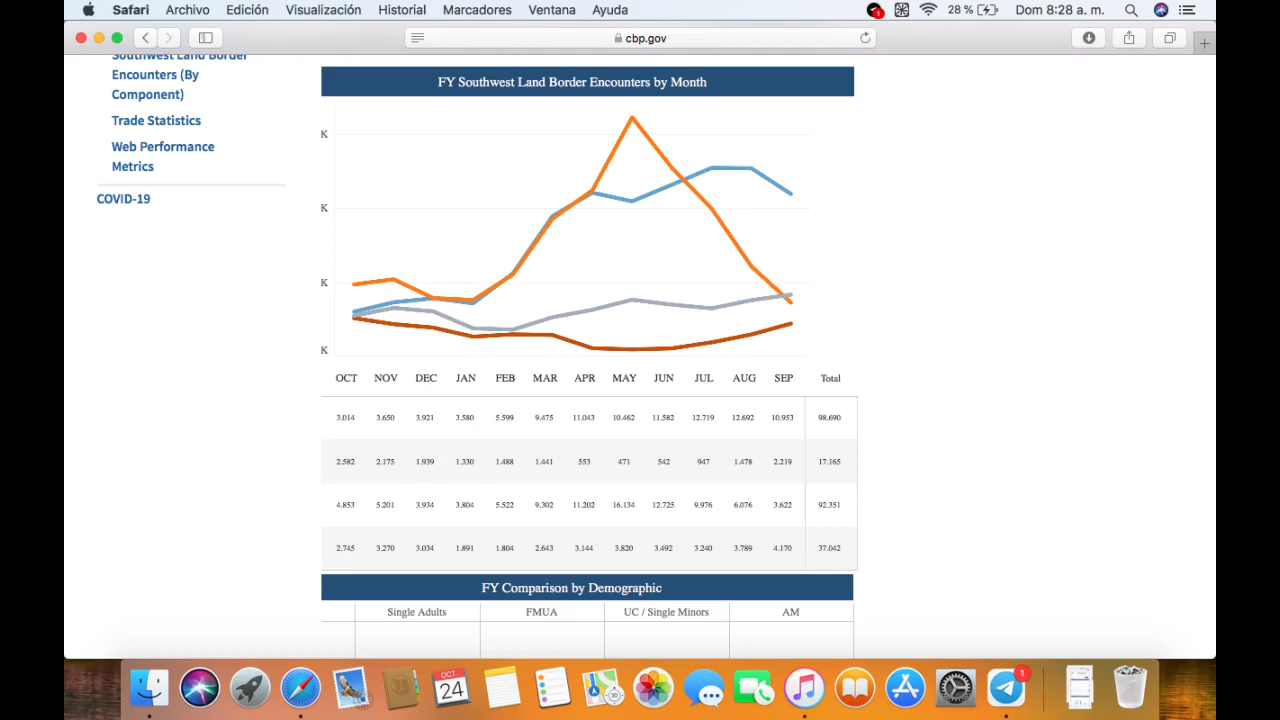 Safari Archivo Edición Visualización Historial Marcadores Ventana Ayuda 1 28 % Dom 8:28 a. m.
cbp.gov
Southwest Land Border
Encounters (By
Component)
Trade Statistics
Web Performance
Metrics
COVID-19
FY Southwest Land Border Encounters by Month
K
K
K
K
OCT NOV DEC JAN FEB MAR APR MAY JUN JUL AUG SEP Total
3.014 3.650 3.921 3.580 5.599 9.475 11.043 10.462 11.582 12.719 12.692 10.953 98.690
2.582 2.175 1.939 1.330 1.488 1.441 553 471 542 947 1.478 2.219 17.165
4.853 5.201 3.934 3.804 5.522 9.302 11.202 16.134 12.725 9.976 6.076 3.622 92.351
2.745 3.270 3.034 1.891 1.804 2.643 3.144 3.820 3.492 3.240 3.789 4.170 37.042
FY Comparison by Demographic
Single Adults FMUA UC / Single Minors AM
OCT
24
1